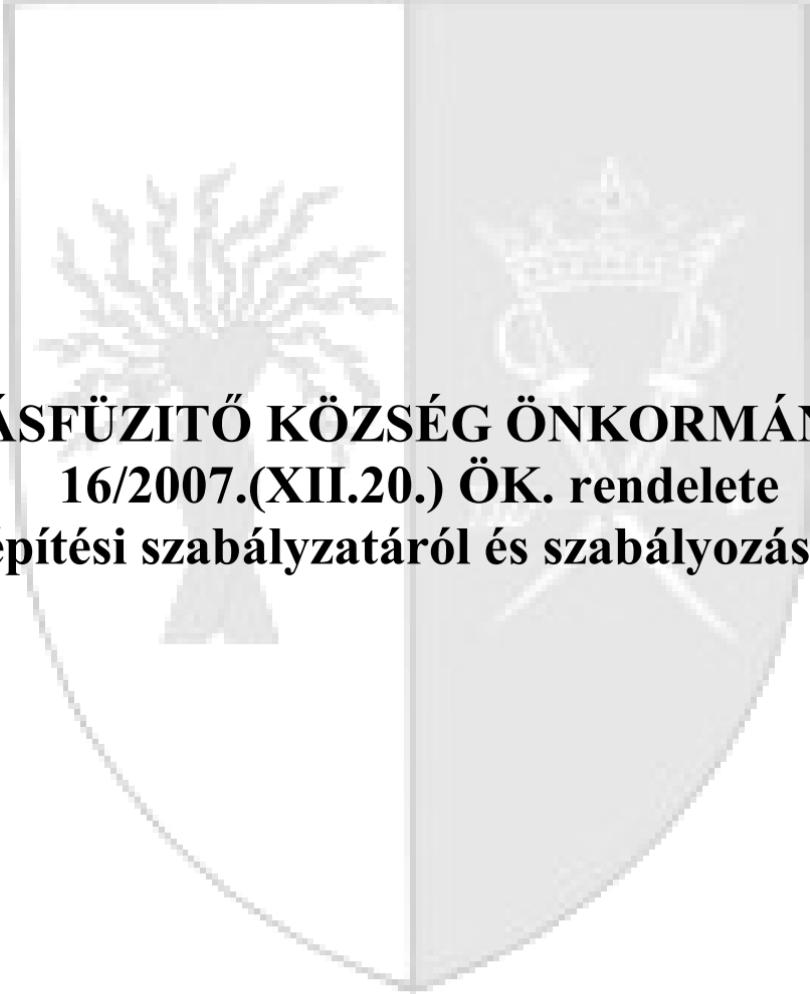 ÁSFÜZITŐ KÖZSÉG ÖNKORMÁN
16/2007.(XII.20.) ÖK. rendelete
építési szabályzatáról és szabályozás